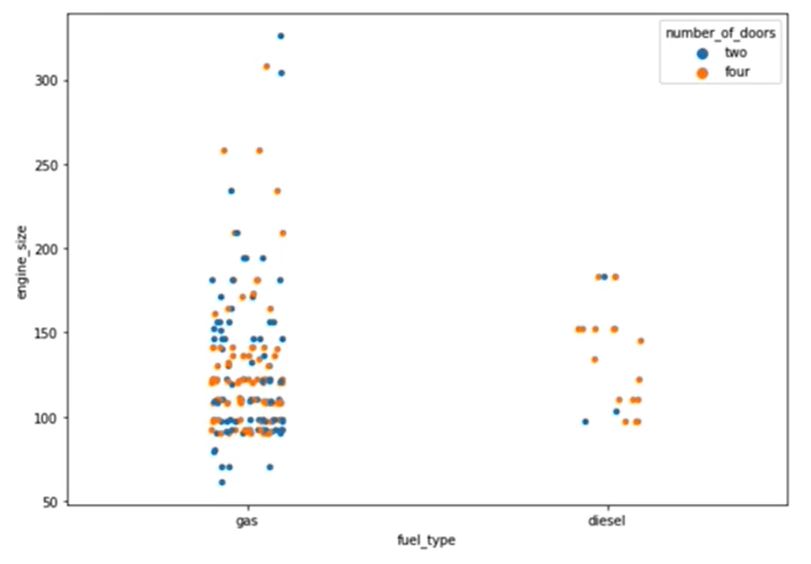 number_of_doors
two
four
300
250
200
150
100
50
engine_size
gas
diesel
fuel_type